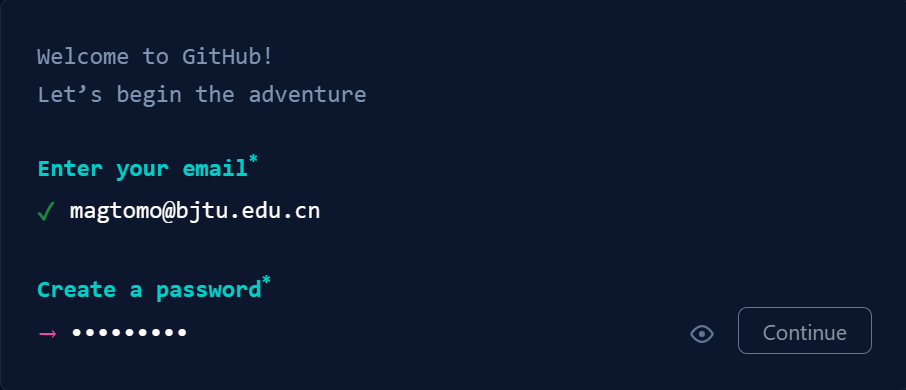 Welcome to GitHub!
Let’s begin the adventure
Enter your email*
✓ magtomo@bjtu.edu.cn
Create a password*
→ •••••••••
Continue